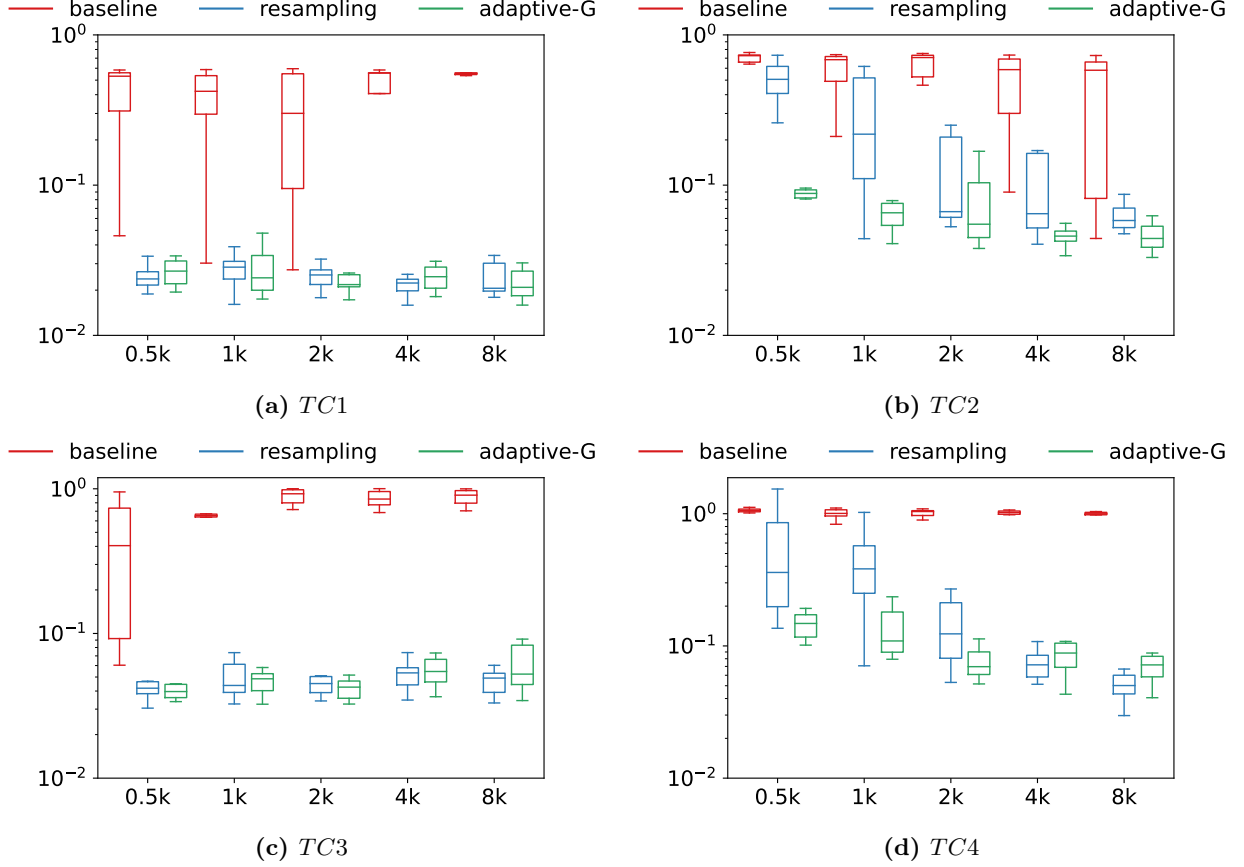 baseline resampling adaptive-G
baseline resampling adaptive-G
10^0
10^-1
10^-2
0.5k 1k 2k 4k 8k
10^0
10^-1
10^-2
0.5k 1k 2k 4k 8k
(a) TC1
(b) TC2
baseline resampling adaptive-G
baseline resampling adaptive-G
10^0
10^-1
10^-2
0.5k 1k 2k 4k 8k
10^0
10^-1
10^-2
0.5k 1k 2k 4k 8k
(c) TC3
(d) TC4